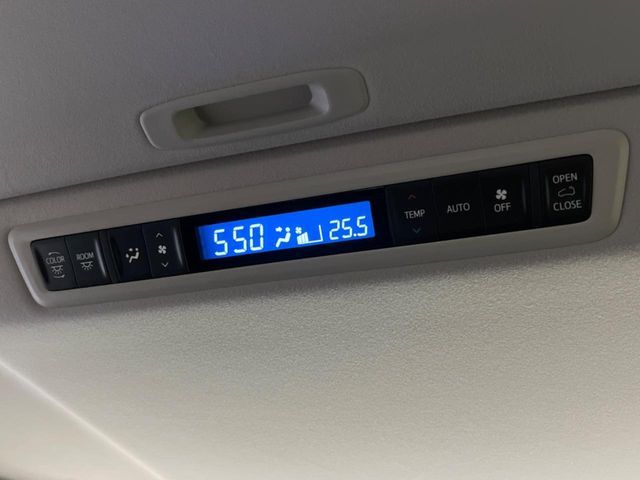 COLOR
ROOM
550
25.5
TEMP
AUTO
OFF
OPEN
CLOSE